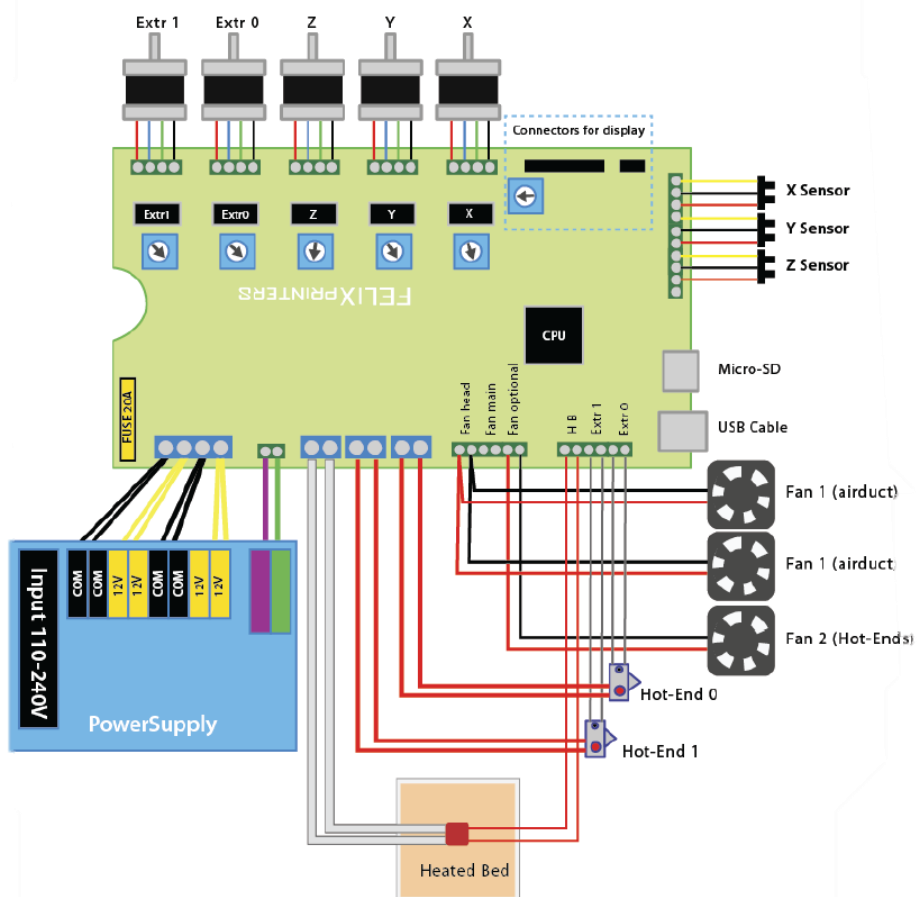 Extr 1
Extr 0
Z
Y
X
Connectors for display
Extr1
Extr0
Z
Y
X
X Sensor
Y Sensor
Z Sensor
FELIXPRINTERS
CPU
Micro-SD
USB Cable
FUSE 20A
Fan head
Fan main
Fan optional
H B
Extr 1
Extr 0
Fan 1 (airduct)
Fan 1 (airduct)
Fan 2 (Hot-Ends)
Input 110-240V
COM
COM
12V
12V
COM
COM
12V
12V
PowerSupply
Hot-End 0
Hot-End 1
Heated Bed